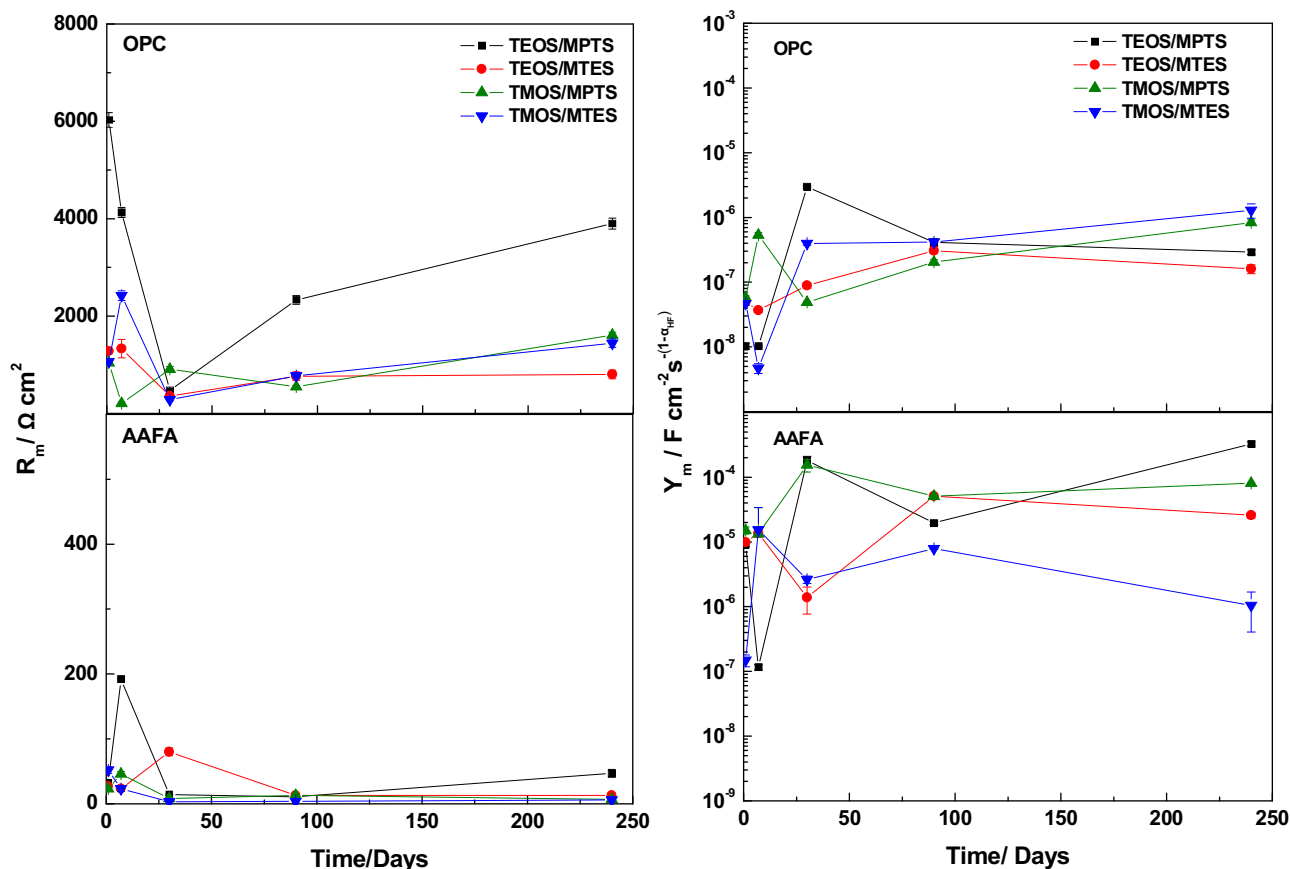 8000
OPC
TEOS/MPTS
TEOS/MTES
TMOS/MPTS
TMOS/MTES
6000
4000
2000
R_m / Ω cm²
AAFA
400
200
0
0 50 100 150 200 250
Time/Days
10⁻³
OPC
TEOS/MPTS
TEOS/MTES
TMOS/MPTS
TMOS/MTES
10⁻⁴
10⁻⁵
10⁻⁶
10⁻⁷
10⁻⁸
Y_m / F cm⁻²s^-(1-α_HF)
AAFA
10⁻⁴
10⁻⁵
10⁻⁶
10⁻⁷
10⁻⁸
10⁻⁹
0 50 100 150 200 250
Time/ Days